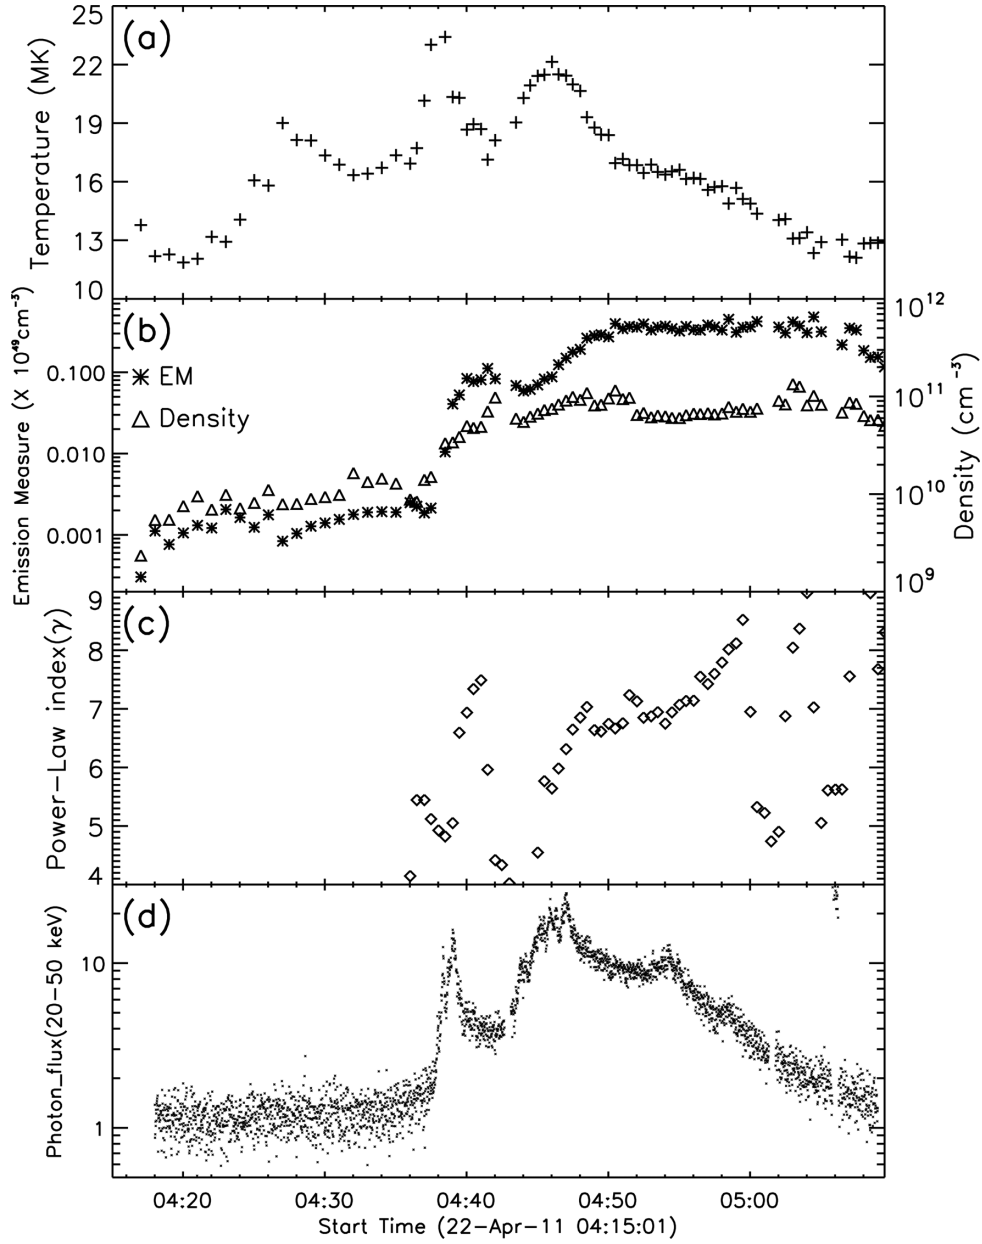 (a)
Temperature (MK)
25
22
19
16
13
10
(b)
✳ EM
△ Density
Emission Measure (X 10⁴⁹cm⁻³)
0.100
0.010
0.001
Density (cm⁻³)
10¹²
10¹¹
10¹⁰
10⁹
(c)
Power-Law index(γ)
9
8
7
6
5
4
(d)
Photon_flux(20-50 keV)
10
1
04:20 04:30 04:40 04:50 05:00
Start Time (22-Apr-11 04:15:01)